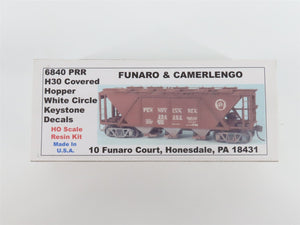 6840 PRR
H30 Covered
Hopper
White Circle
Keystone
Decals
HO Scale
Resin Kit
Made In
U.S.A.
FUNARO & CAMERLENGO
10 Funaro Court, Honesdale, PA 18431